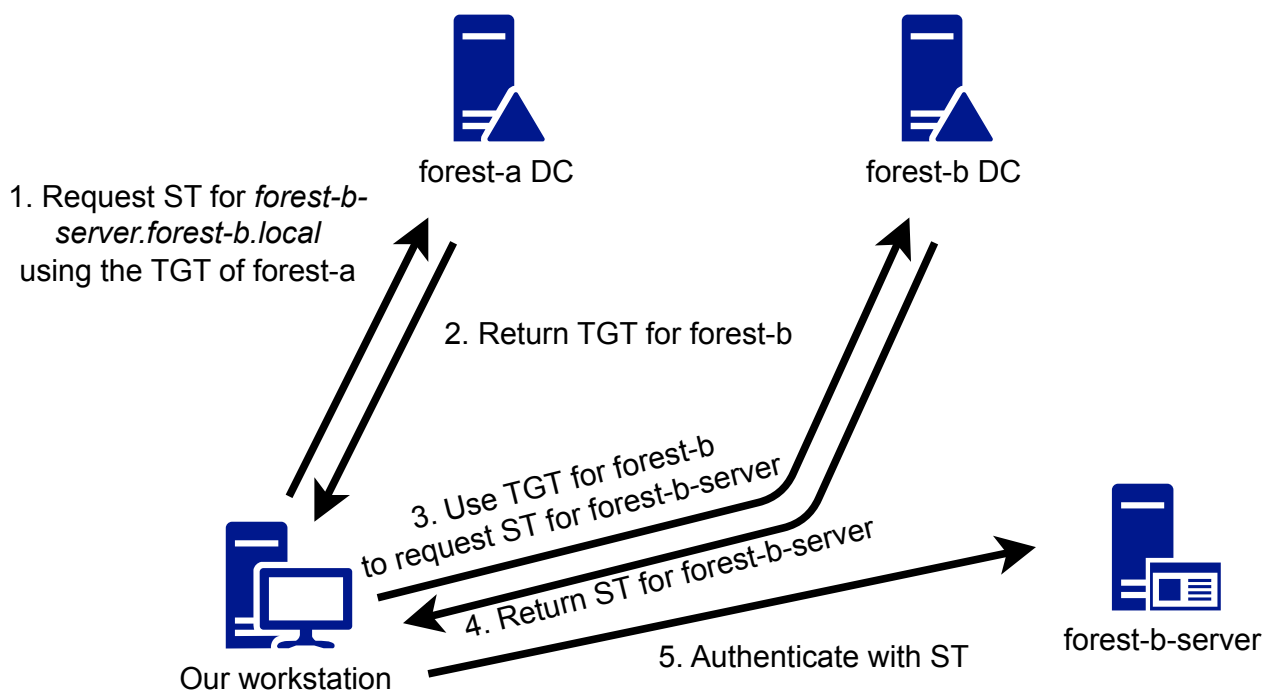 forest-a DC
forest-b DC
1. Request ST for forest-b-
server.forest-b.local
using the TGT of forest-a
2. Return TGT for forest-b
3. Use TGT for forest-b
to request ST for forest-b-server
4. Return ST for forest-b-server
5. Authenticate with ST
forest-b-server
Our workstation